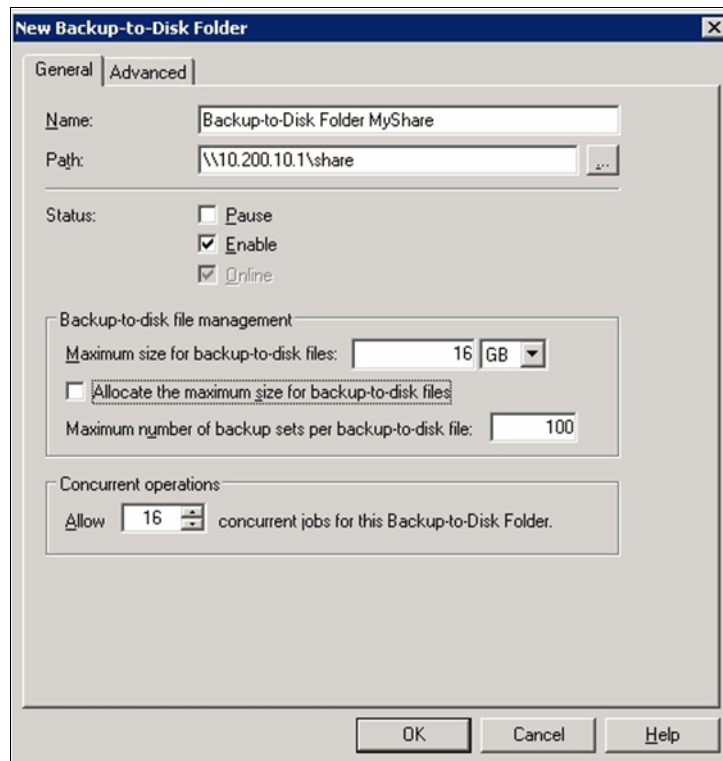 New Backup-to-Disk Folder
General Advanced
Name: Backup-to-Disk Folder MyShare
Path: \\10.200.10.1\share ...
Status: Pause
Enable
Online
Backup-to-disk file management
Maximum size for backup-to-disk files: 16 GB
Allocate the maximum size for backup-to-disk files
Maximum number of backup sets per backup-to-disk file: 100
Concurrent operations
Allow 16 concurrent jobs for this Backup-to-Disk Folder.
OK Cancel Help